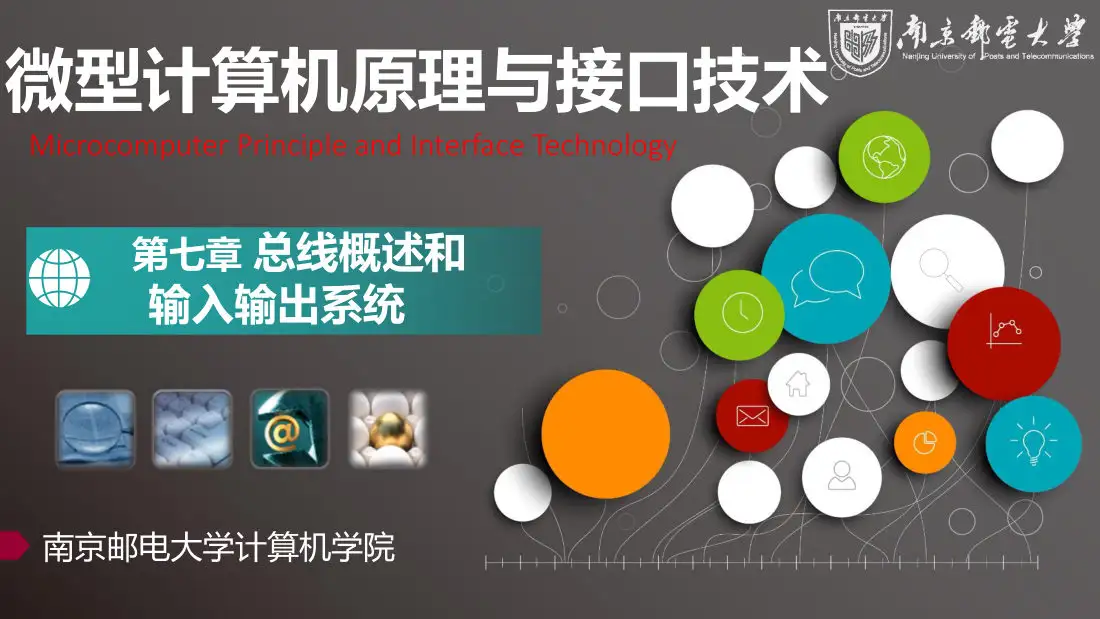 南京邮电大学
Nanjing University of Posts and Telecommunications
微型计算机原理与接口技术
Microcomputer Principle and Interface Technology
第七章 总线概述和
输入输出系统
@
南京邮电大学计算机学院